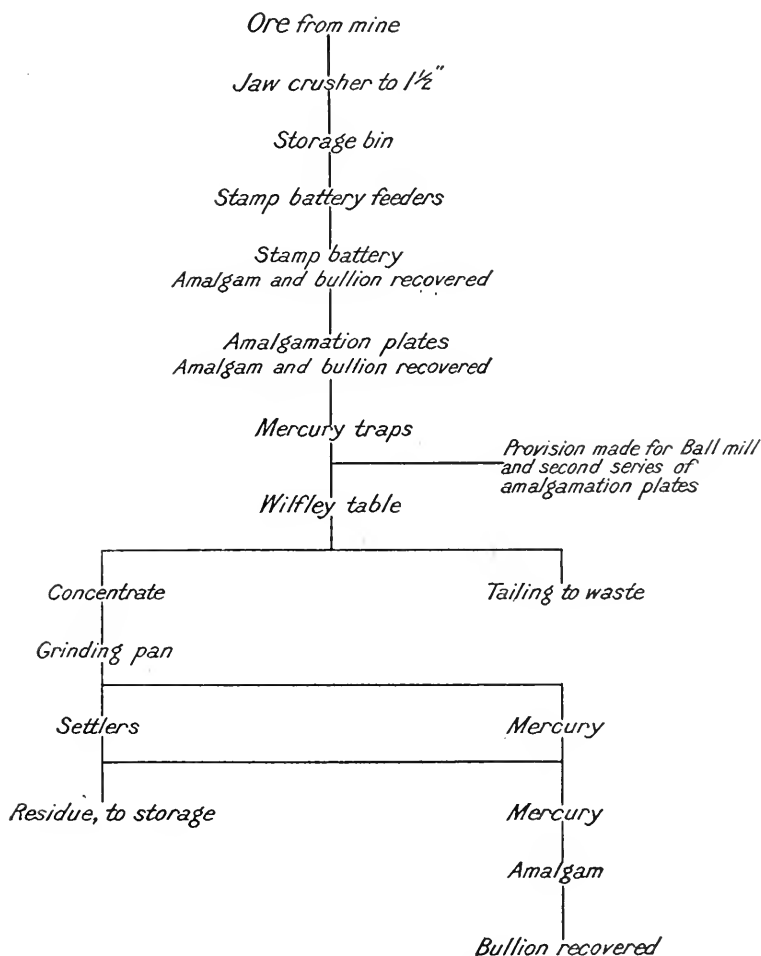 Ore from mine
Jaw crusher to 1½"
Storage bin
Stamp battery feeders
Stamp battery
Amalgam and bullion recovered
Amalgamation plates
Amalgam and bullion recovered
Mercury traps
Provision made for Ball mill
and second series of
amalgamation plates
Wilfley table
Concentrate
Tailing to waste
Grinding pan
Settlers
Mercury
Residue, to storage
Mercury
Amalgam
Bullion recovered